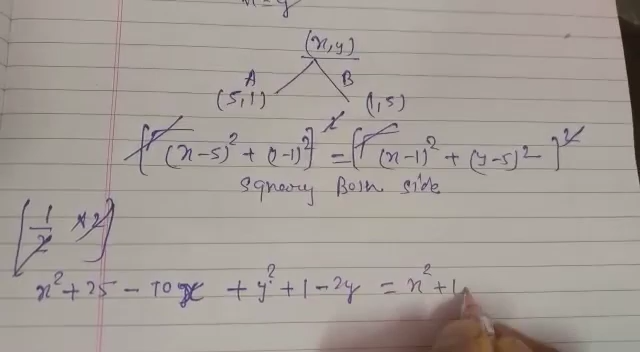 x = y
(x,y)
A B
(5,1) (1,5)
[√(x-5)² + (y-1)²]² = [√(x-1)² + (y-5)²]²
Squary Both Side
[1/2 × 2]
x² + 25 - 10x + y² + 1 - 2y = x² + 1